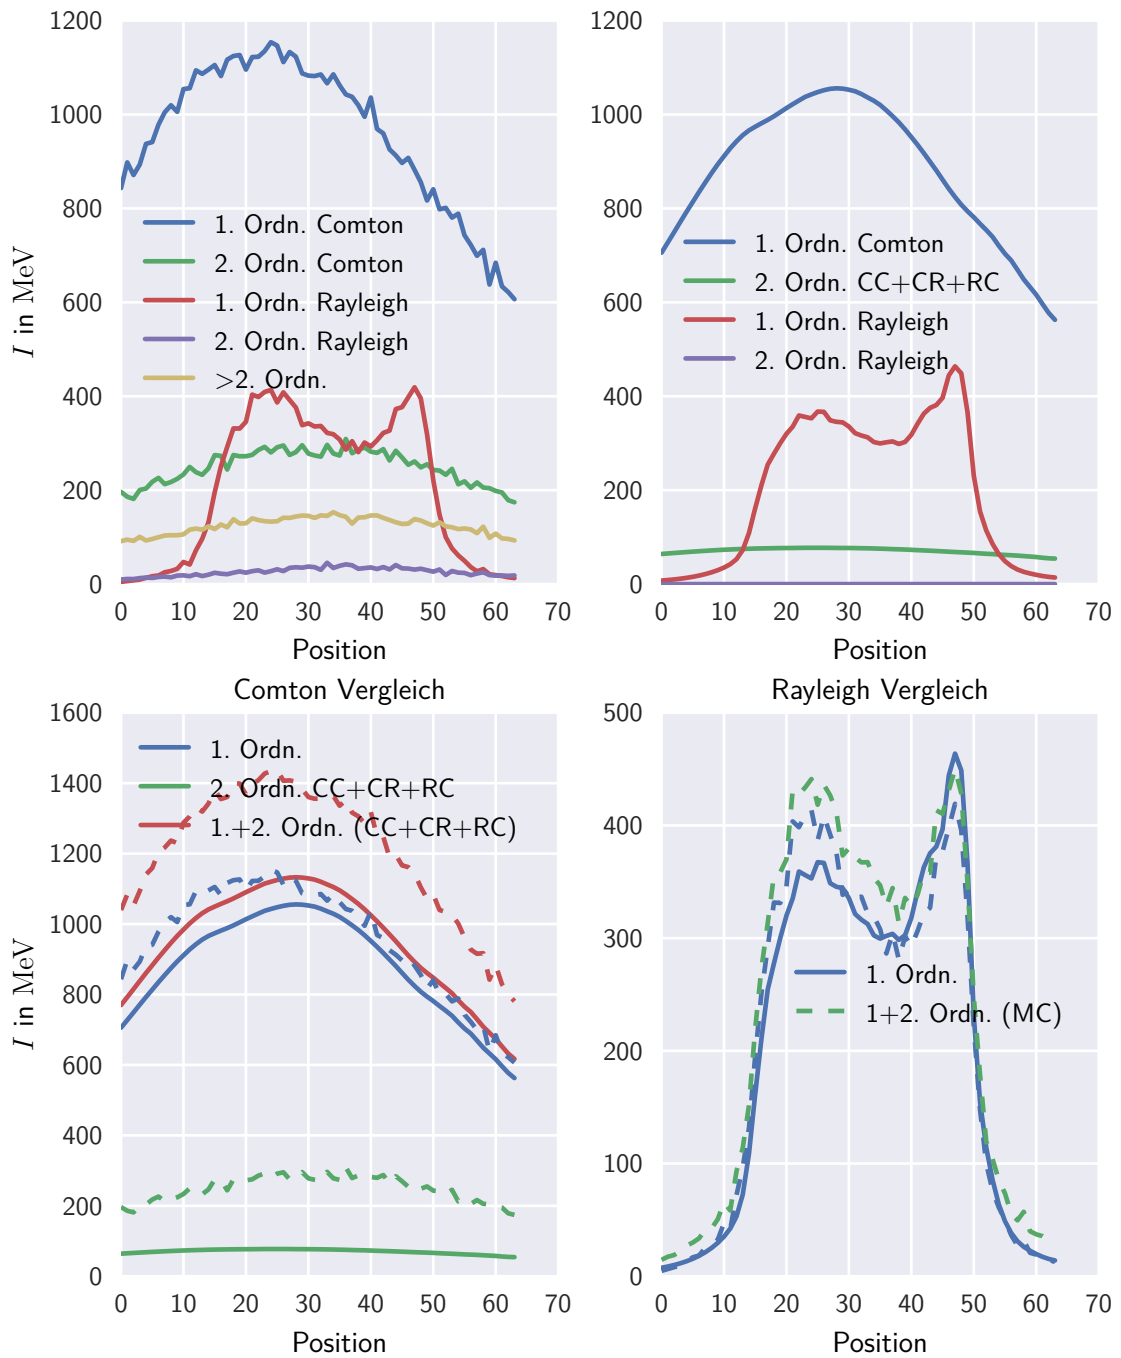 1200
1000
800
600
400
200
0
I in MeV
1. Ordn. Comton
2. Ordn. Comton
1. Ordn. Rayleigh
2. Ordn. Rayleigh
>2. Ordn.
0 10 20 30 40 50 60 70
Position
1200
1000
800
600
400
200
0
1. Ordn. Comton
2. Ordn. CC+CR+RC
1. Ordn. Rayleigh
2. Ordn. Rayleigh
0 10 20 30 40 50 60 70
Position
Comton Vergleich
1600
1400
1200
1000
800
600
400
200
0
I in MeV
1. Ordn.
2. Ordn. CC+CR+RC
1.+2. Ordn. (CC+CR+RC)
0 10 20 30 40 50 60 70
Position
Rayleigh Vergleich
500
400
300
200
100
0
1. Ordn.
1+2. Ordn. (MC)
0 10 20 30 40 50 60 70
Position